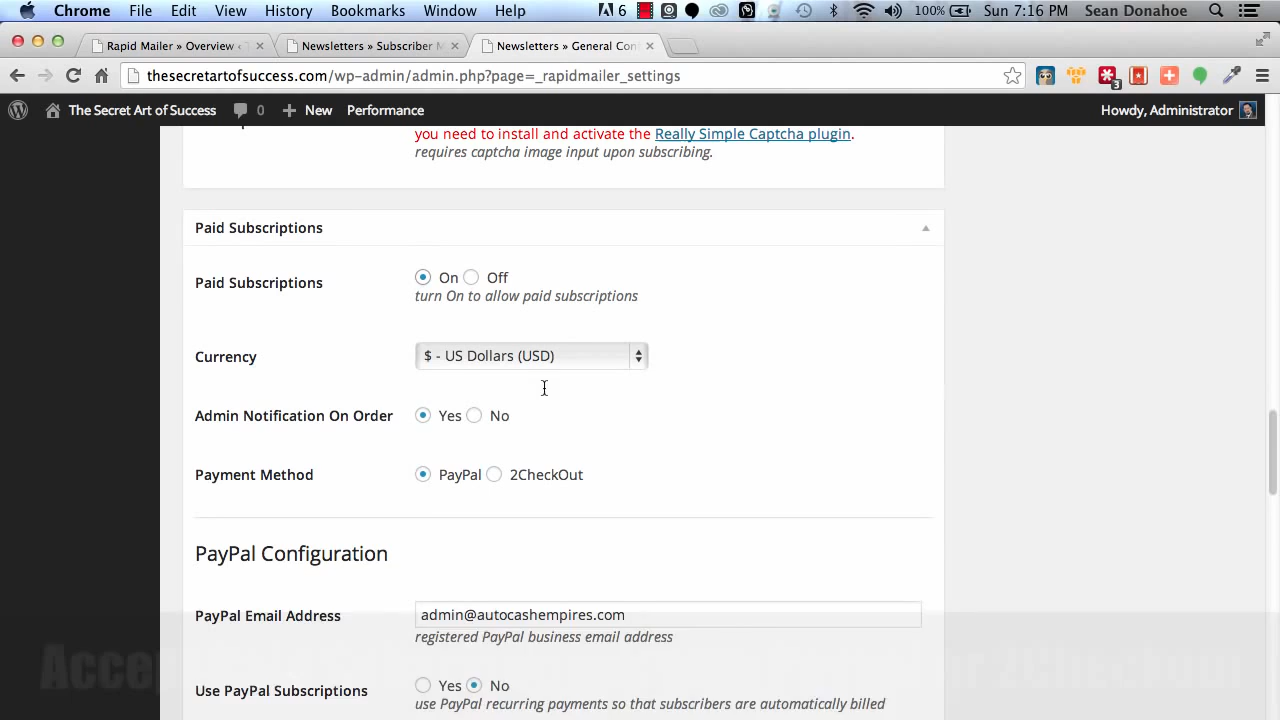 Chrome File Edit View History Bookmarks Window Help 6 100% Sun 7:16 PM Sean Donahoe
Rapid Mailer » Overview ‹ Newsletters » Subscriber M Newsletters » General Con
thesecretartofsuccess.com/wp-admin/admin.php?page=_rapidmailer_settings 3
The Secret Art of Success 0 New Performance Howdy, Administrator
you need to install and activate the Really Simple Captcha plugin.
requires captcha image input upon subscribing.
Paid Subscriptions
Paid Subscriptions On Off
turn On to allow paid subscriptions
Currency $ - US Dollars (USD)
Admin Notification On Order Yes No
Payment Method PayPal 2CheckOut
PayPal Configuration
PayPal Email Address admin@autocashempires.com
registered PayPal business email address
Use PayPal Subscriptions Yes No
use PayPal recurring payments so that subscribers are automatically billed